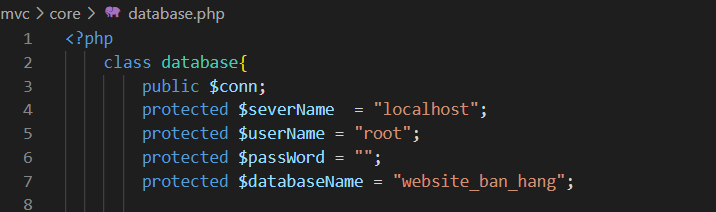 mvc > core > database.php
1 <?php
2 class database{
3 public $conn;
4 protected $severName = "localhost";
5 protected $userName = "root";
6 protected $passWord = "";
7 protected $databaseName = "website_ban_hang";
8